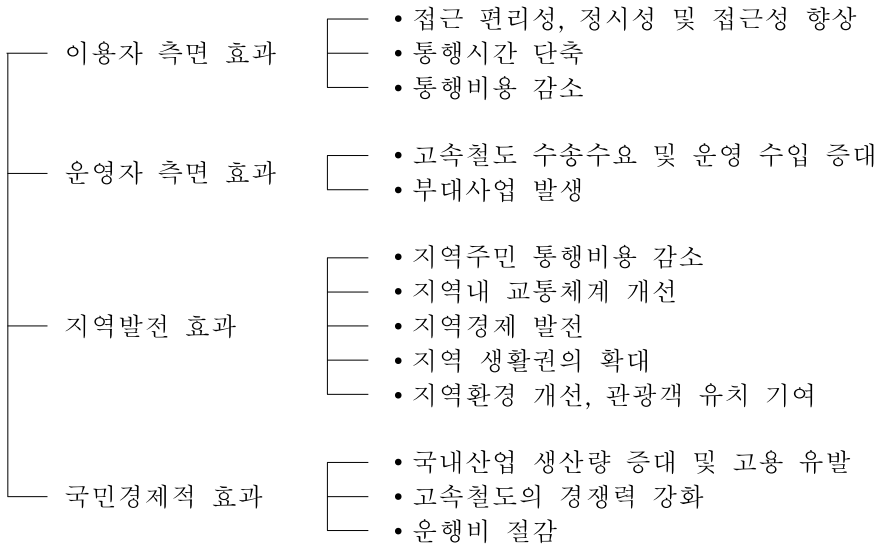 이용자 측면 효과
• 접근 편리성, 정시성 및 접근성 향상
• 통행시간 단축
• 통행비용 감소
운영자 측면 효과
• 고속철도 수송수요 및 운영 수입 증대
• 부대사업 발생
지역발전 효과
• 지역주민 통행비용 감소
• 지역내 교통체계 개선
• 지역경제 발전
• 지역 생활권의 확대
• 지역환경 개선, 관광객 유치 기여
국민경제적 효과
• 국내산업 생산량 증대 및 고용 유발
• 고속철도의 경쟁력 강화
• 운행비 절감